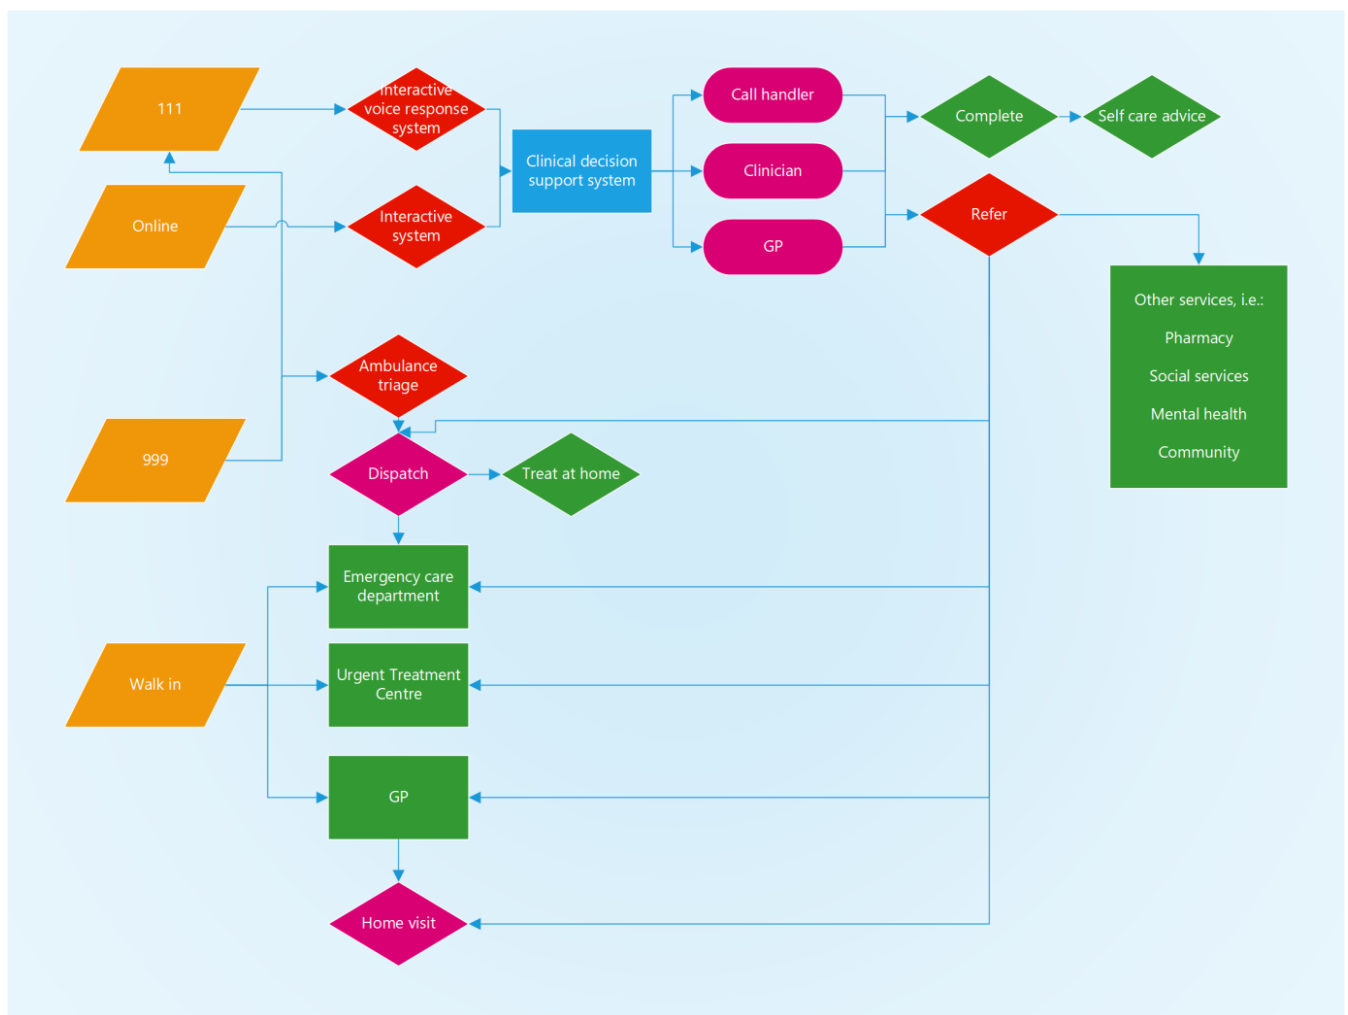 111
Interactive
voice response
system
Call handler
Complete
Self care advice
Clinical decision
support system
Clinician
Online
Interactive
system
GP
Refer
Other services, i.e.:
Pharmacy
Social services
Mental health
Community
Ambulance
triage
999
Dispatch
Treat at home
Emergency care
department
Walk in
Urgent Treatment
Centre
GP
Home visit